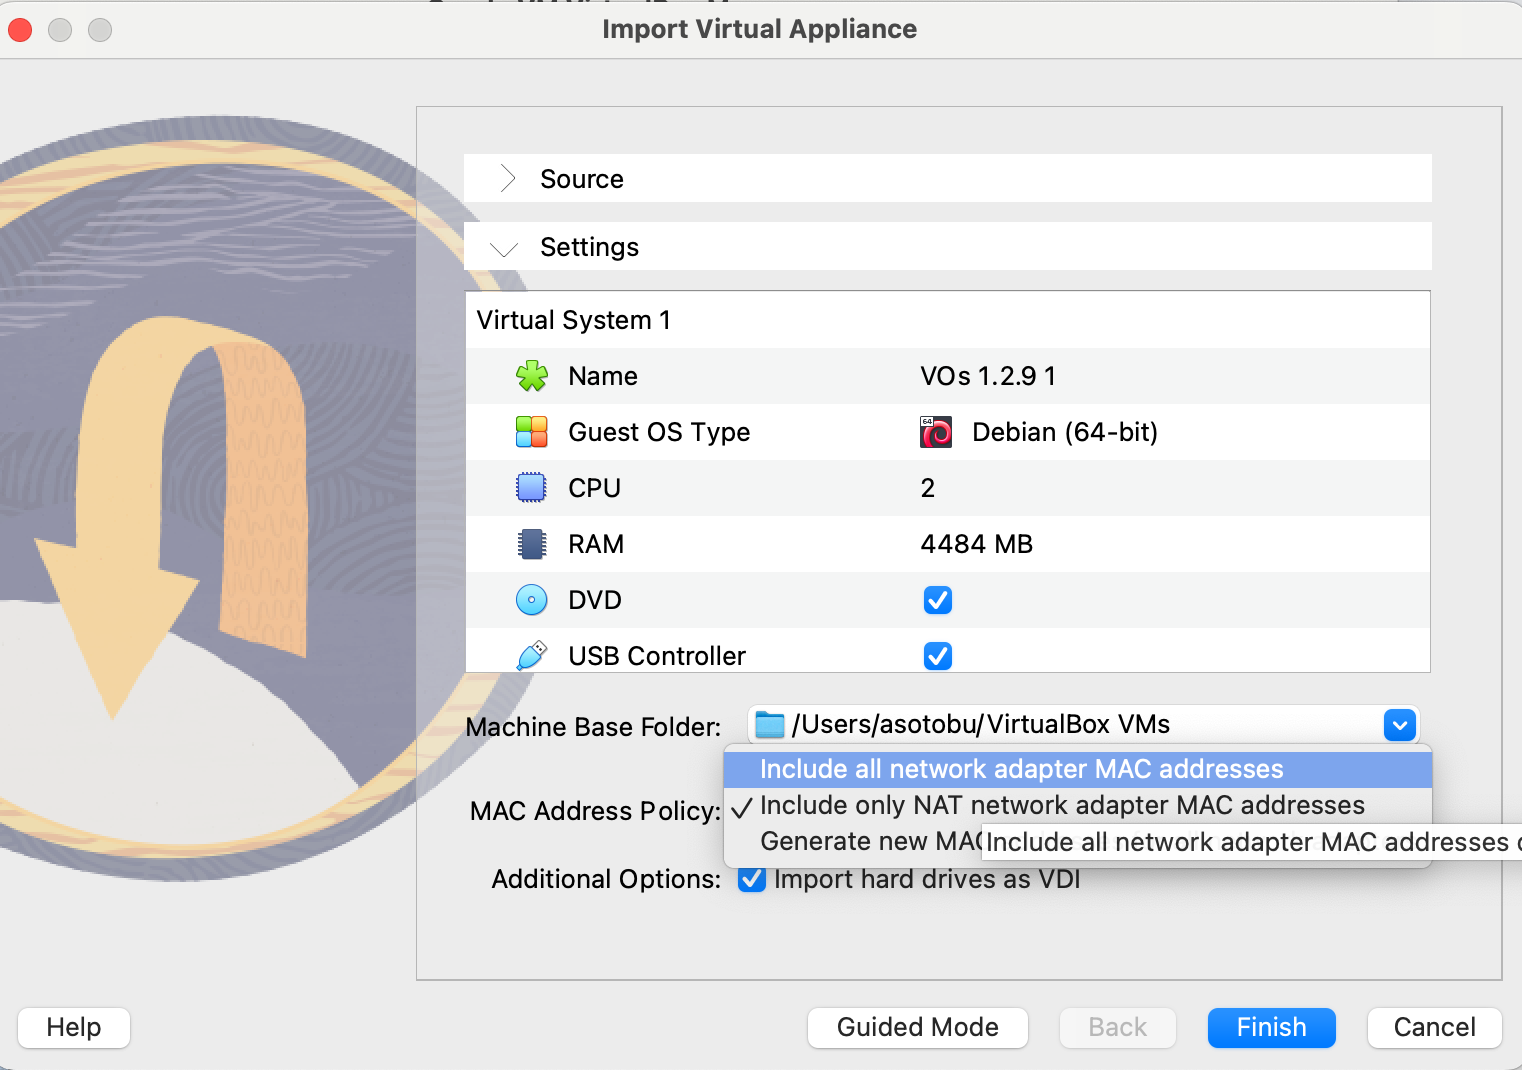 Import Virtual Appliance
Source
Settings
Virtual System 1
Name VOs 1.2.9 1
Guest OS Type 64 Debian (64-bit)
CPU 2
RAM 4484 MB
DVD
USB Controller
Machine Base Folder: /Users/asotobu/VirtualBox VMs
Include all network adapter MAC addresses
MAC Address Policy: Include only NAT network adapter MAC addresses
Generate new MAC Include all network adapter MAC addresses
Additional Options: Import hard drives as VDI
Help Guided Mode Back Finish Cancel